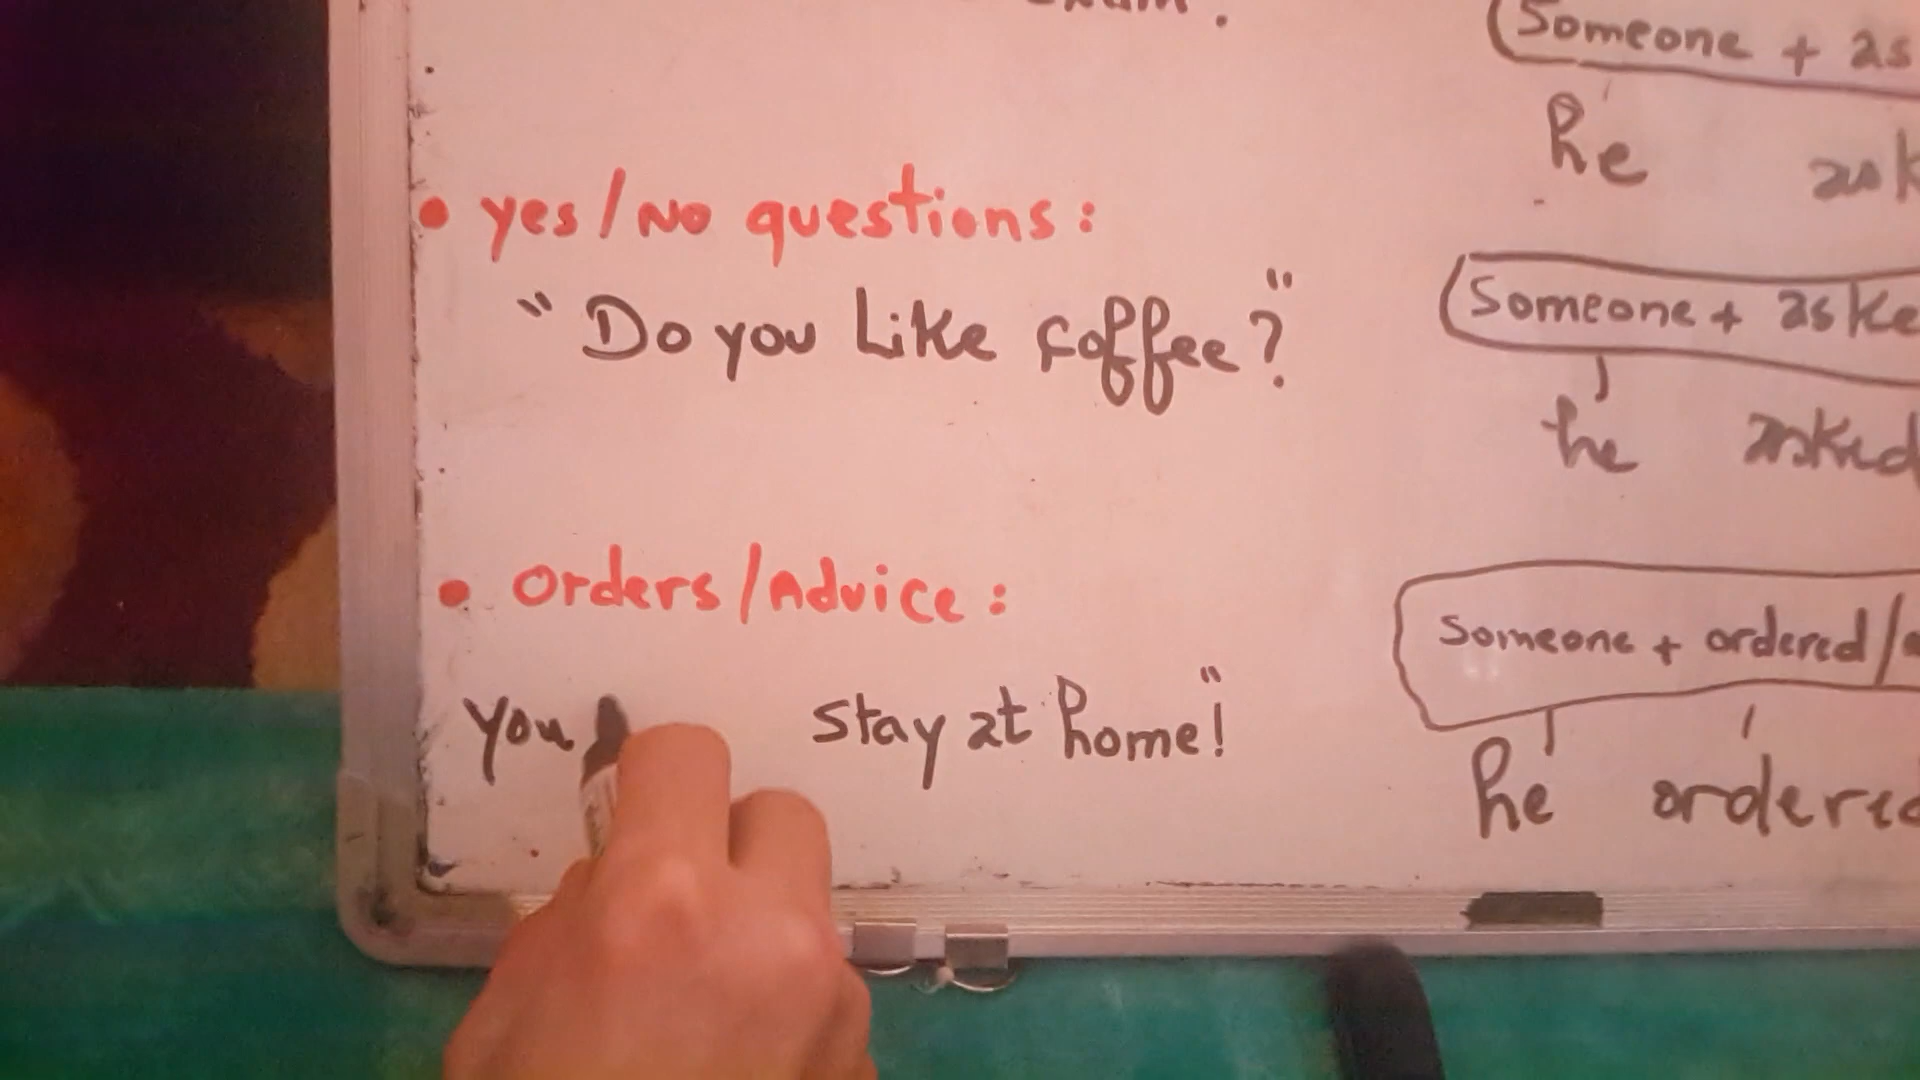 Someone + as
he ask
• yes/No questions:
"Do you Like coffee?"
Someone + aske
he asked
• orders/Advice:
You stay at home!"
Someone + ordered/
he ordered